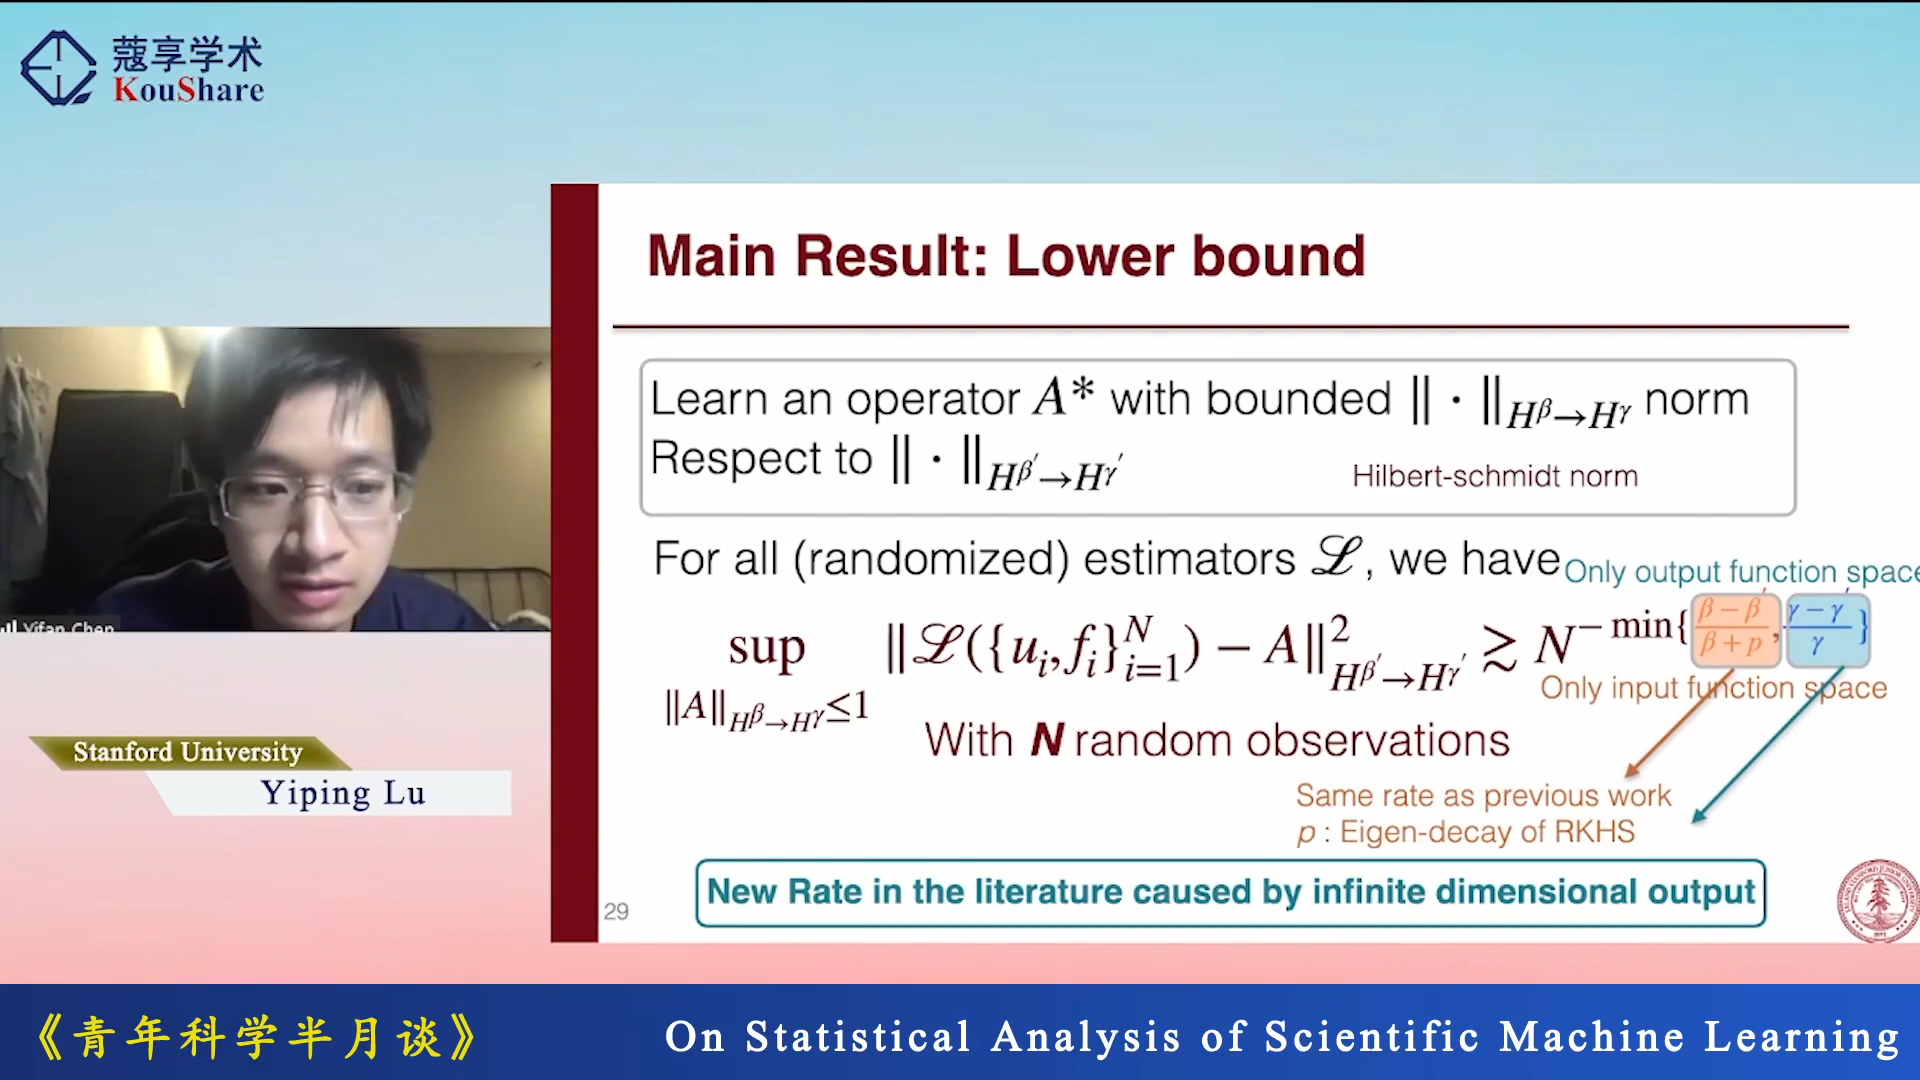 蔻享学术
KouShare
Main Result: Lower bound
Learn an operator A* with bounded ‖·‖_{H^β→H^γ} norm
Respect to ‖·‖_{H^{β'}→H^{γ'}}
Hilbert-schmidt norm
For all (randomized) estimators ℒ, we have
Only output function space
sup_{‖A‖_{H^β→H^γ}≤1} ‖ℒ({u_i,f_i}_{i=1}^N) − A‖²_{H^{β'}→H^{γ'}} ≳ N^{−min{(β−β')/(β+p), (γ−γ')/γ}}
Only input function space
With N random observations
Same rate as previous work
p : Eigen-decay of RKHS
New Rate in the literature caused by infinite dimensional output
29
Yifan Chen
Stanford University
Yiping Lu
《青年科学半月谈》
On Statistical Analysis of Scientific Machine Learning